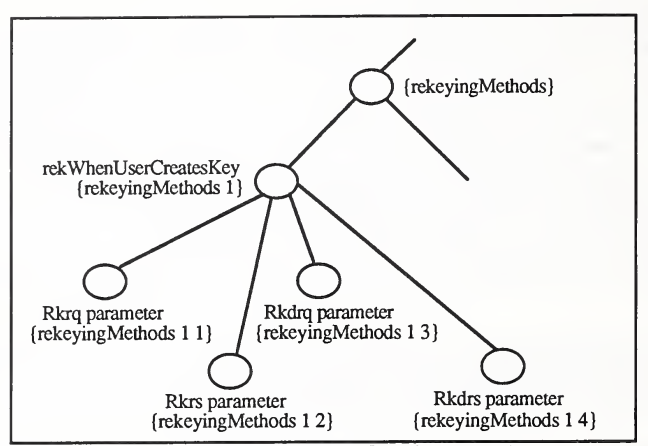 {rekeyingMethods}
rekWhenUserCreatesKey
{rekeyingMethods 1}
Rkrq parameter
{rekeyingMethods 1 1}
Rkdrq parameter
{rekeyingMethods 1 3}
Rkrs parameter
{rekeyingMethods 1 2}
Rkdrs parameter
{rekeyingMethods 1 4}